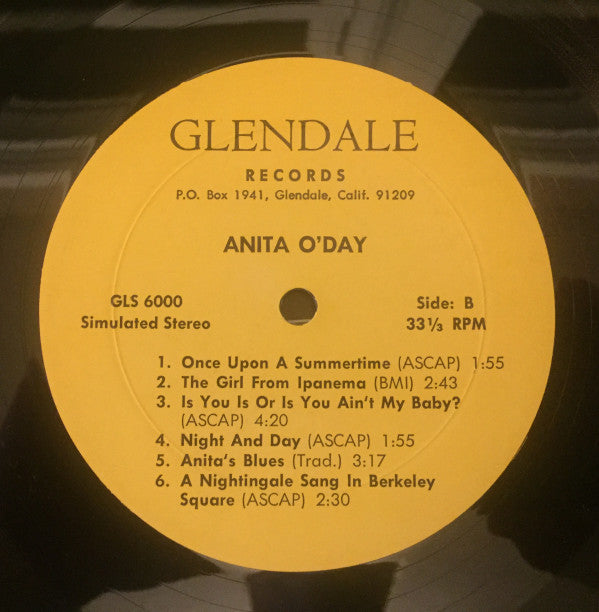 GLENDALE
RECORDS
P.O. Box 1941, Glendale, Calif. 91209
ANITA O'DAY
GLS 6000
Simulated Stereo
Side: B
33⅓ RPM
1. Once Upon A Summertime (ASCAP) 1:55
2. The Girl From Ipanema (BMI) 2:43
3. Is You Is Or Is You Ain't My Baby?
(ASCAP) 4:20
4. Night And Day (ASCAP) 1:55
5. Anita's Blues (Trad.) 3:17
6. A Nightingale Sang In Berkeley
Square (ASCAP) 2:30